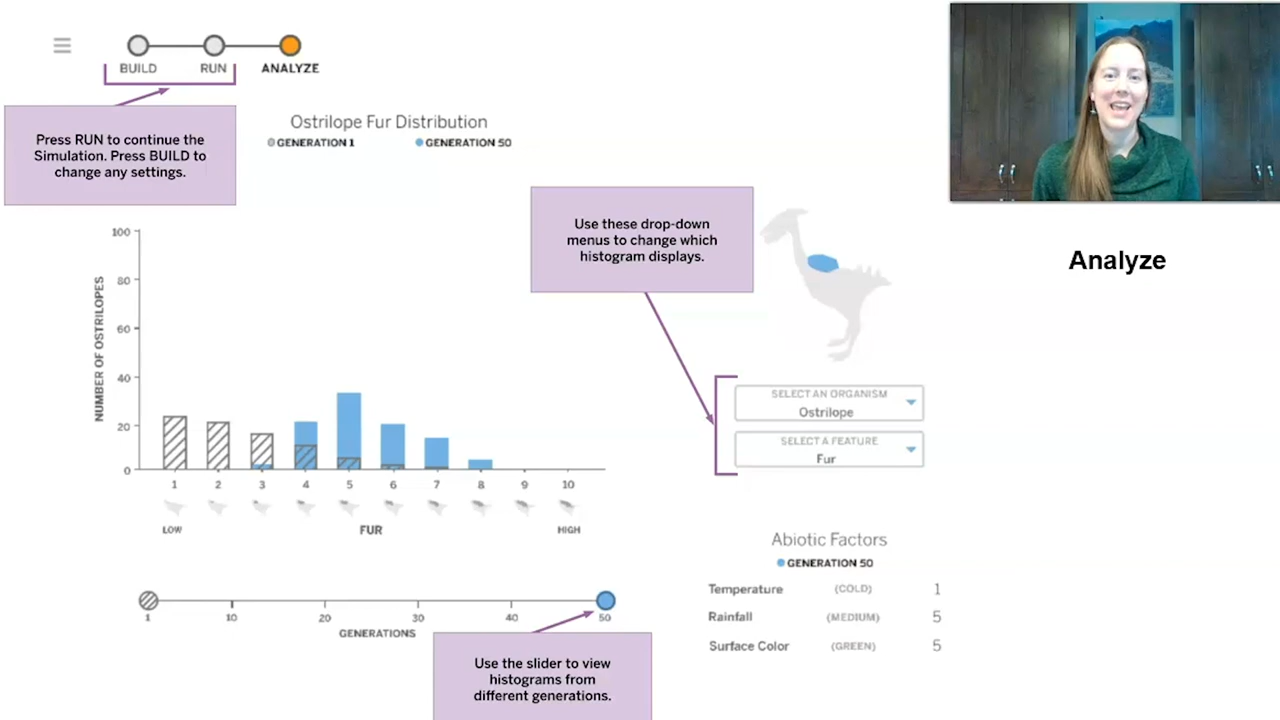 BUILD
RUN
ANALYZE
Press RUN to continue the
Simulation. Press BUILD to
change any settings.
Ostrilope Fur Distribution
GENERATION 1
GENERATION 50
Use these drop-down
menus to change which
histogram displays.
Analyze
NUMBER OF OSTRILOPES
100
80
60
40
20
0
1 2 3 4 5 6 7 8 9 10
LOW
FUR
HIGH
SELECT AN ORGANISM
Ostrilope
SELECT A FEATURE
Fur
Abiotic Factors
GENERATION 50
Temperature (COLD) 1
Rainfall (MEDIUM) 5
Surface Color (GREEN) 5
1 10 20 30 40 50
GENERATIONS
Use the slider to view
histograms from
different generations.